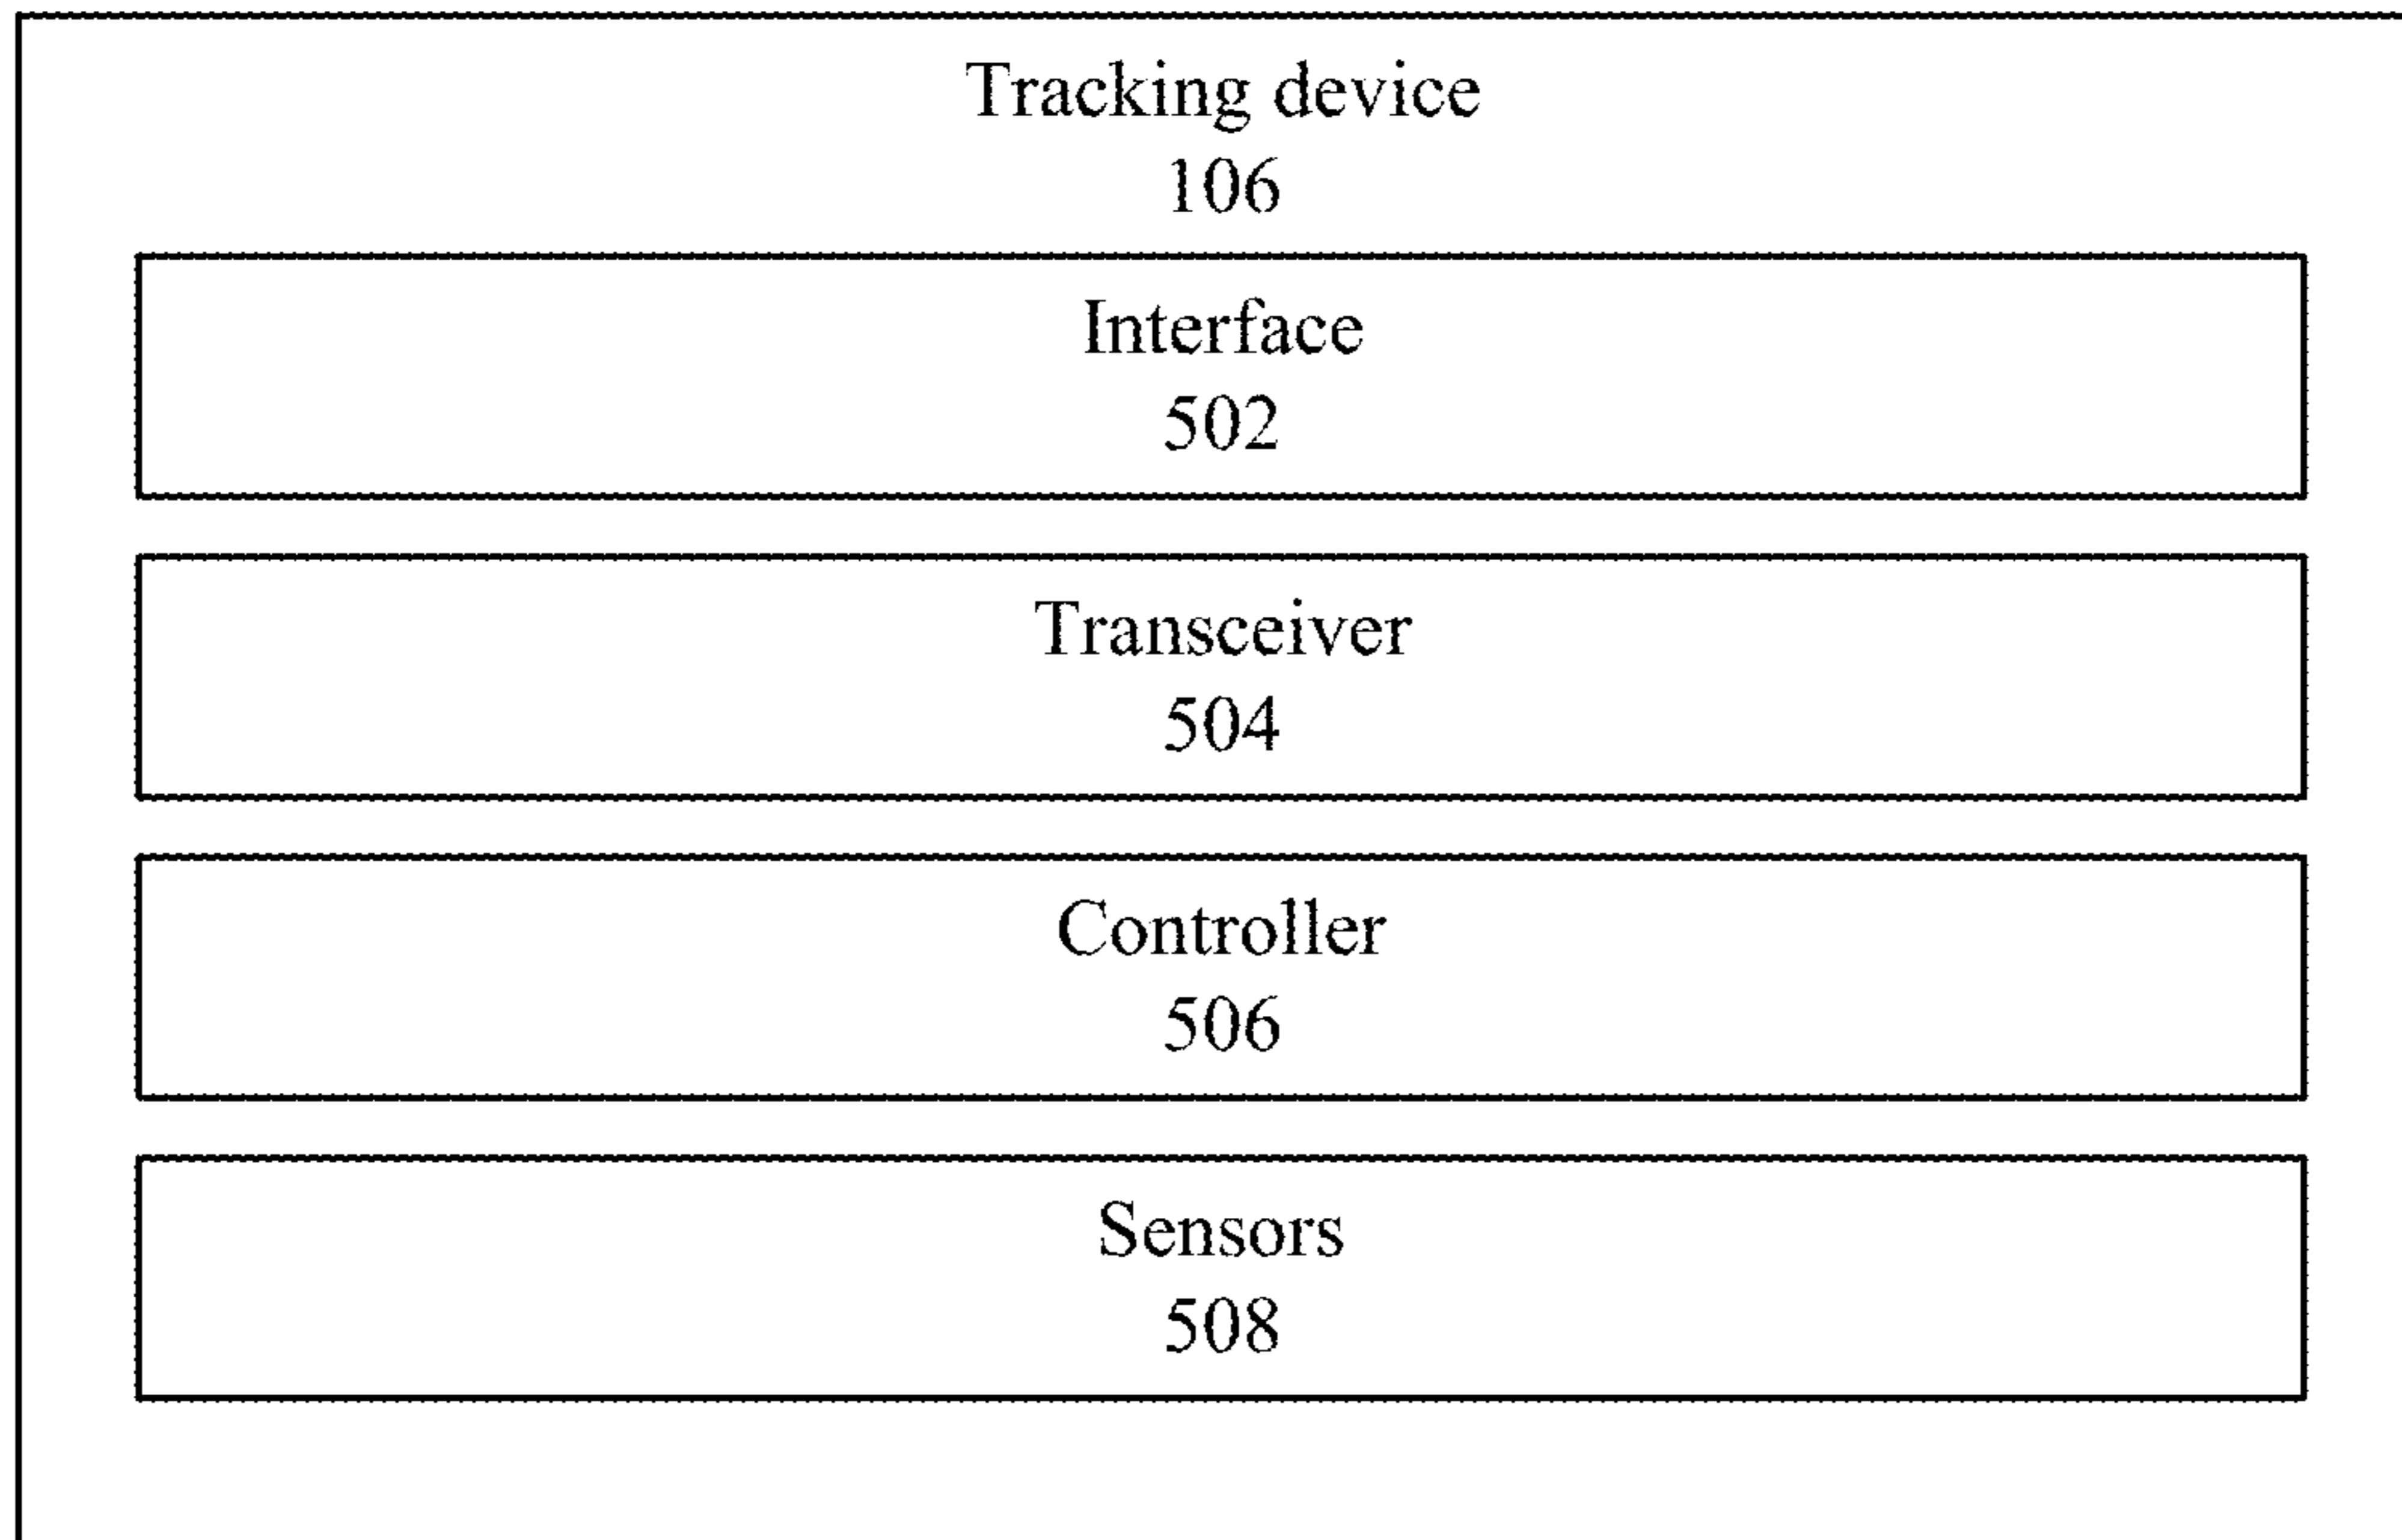 Tracking device
106
Interface
502
Transceiver
504
Controller
506
Sensors
508